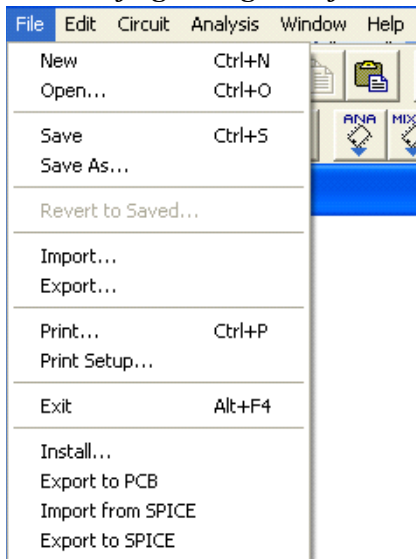 File Edit Circuit Analysis Window Help
New Ctrl+N
Open... Ctrl+O
ANA MIX
Save Ctrl+S
Save As...
Revert to Saved...
Import...
Export...
Print... Ctrl+P
Print Setup...
Exit Alt+F4
Install...
Export to PCB
Import from SPICE
Export to SPICE